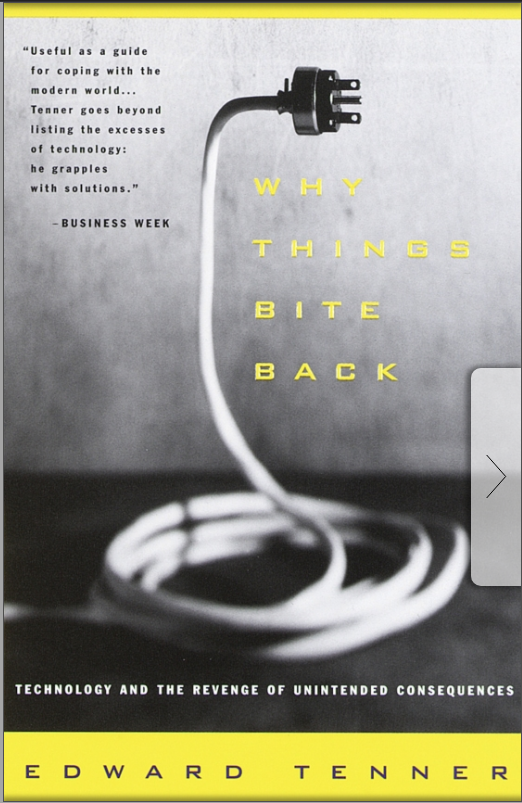 “Useful as a guide
for coping with the
modern world...
Tenner goes beyond
listing the excesses
of technology:
he grapples
with solutions.”
–BUSINESS WEEK
WHY
THINGS
BITE
BACK
TECHNOLOGY AND THE REVENGE OF UNINTENDED CONSEQUENCES
EDWARD TENNER